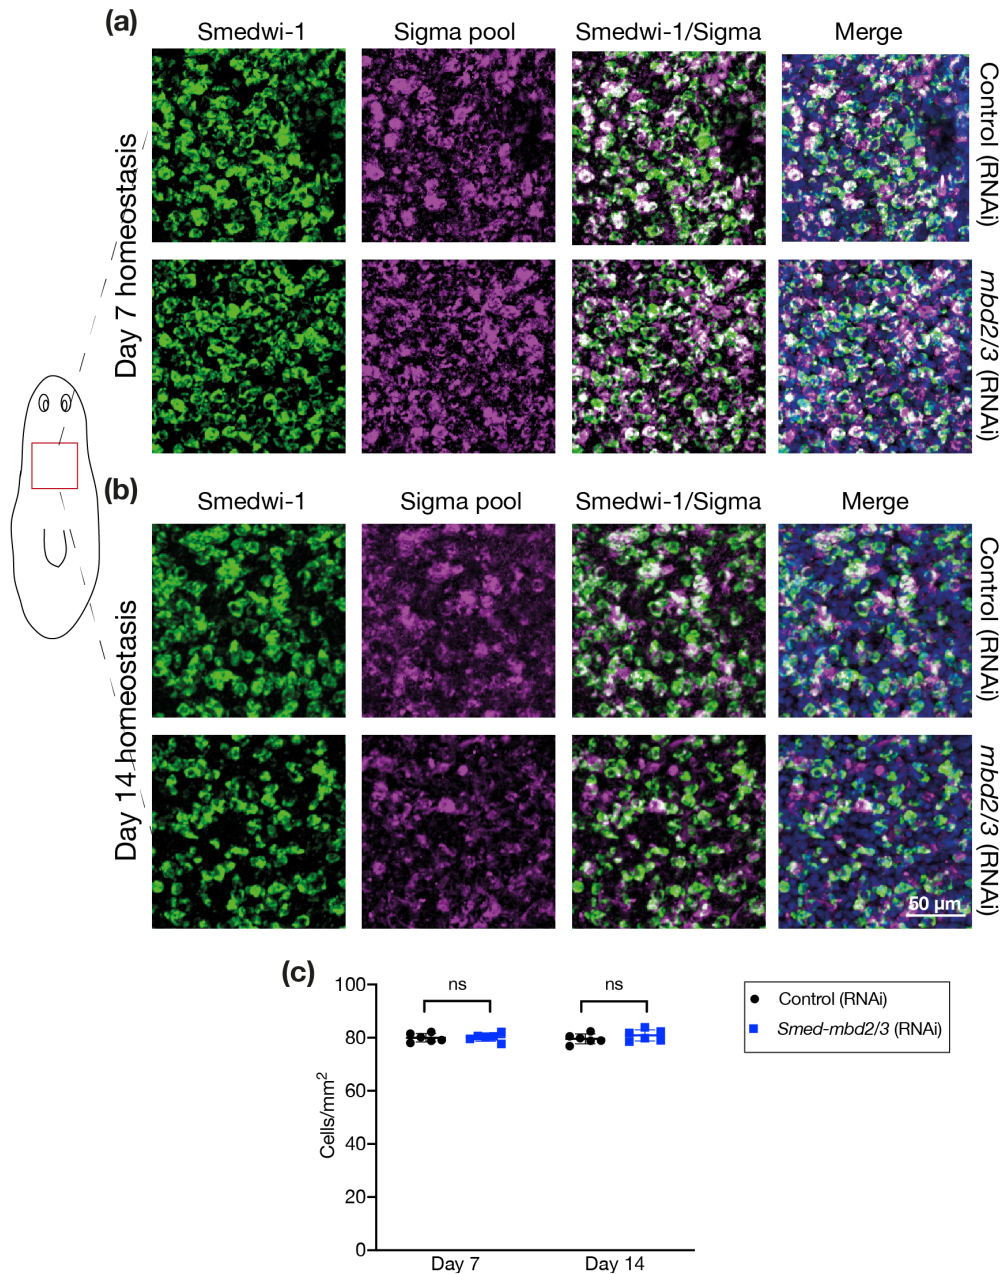 (a)
Smedwi-1 Sigma pool Smedwi-1/Sigma Merge
Day 7 homeostasis
Control (RNAi)
mbd2/3 (RNAi)
(b)
Smedwi-1 Sigma pool Smedwi-1/Sigma Merge
Day 14 homeostasis
Control (RNAi)
mbd2/3 (RNAi)
50 µm
(c)
Cells/mm²
100
80
60
40
20
0
ns ns
Day 7 Day 14
Control (RNAi)
Smed-mbd2/3 (RNAi)